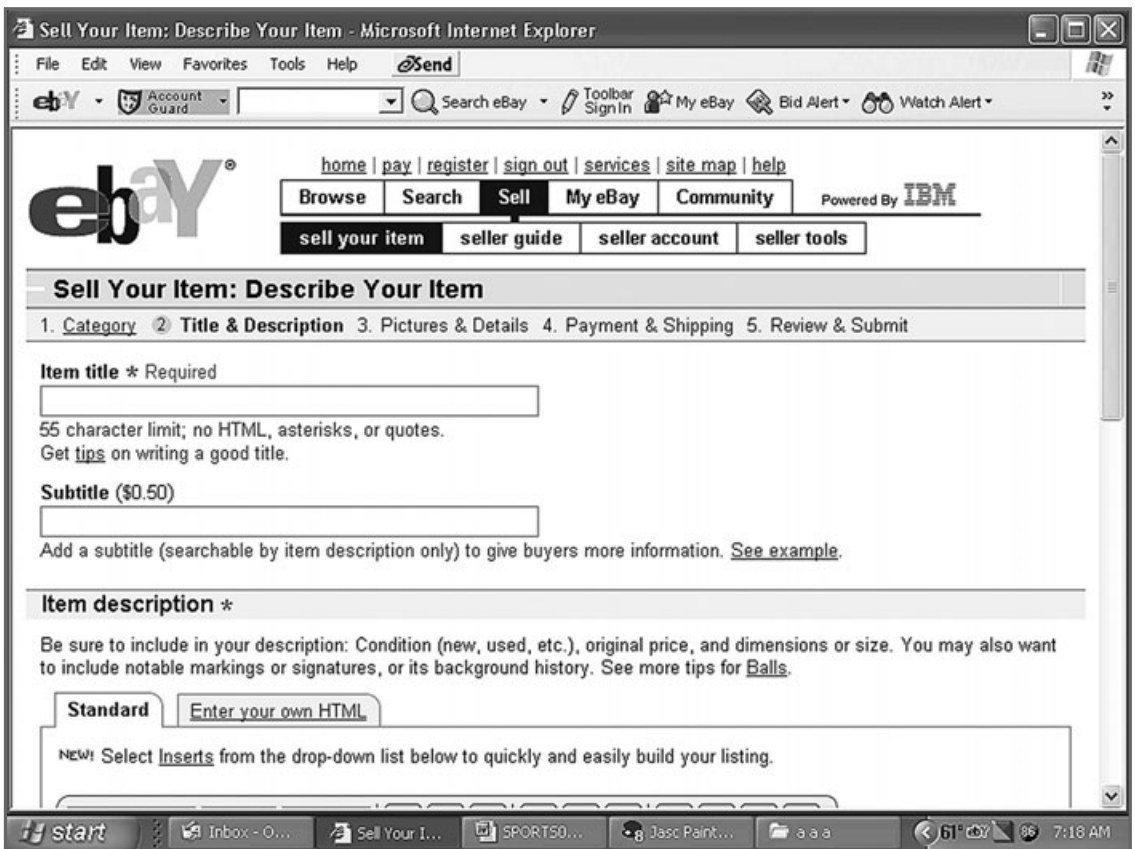 Sell Your Item: Describe Your Item - Microsoft Internet Explorer
File Edit View Favorites Tools Help Send
ebY Account Guard Search eBay Toolbar Sign In My eBay Bid Alert Watch Alert »
ebaY® home | pay | register | sign out | services | site map | help
Browse Search Sell My eBay Community Powered By IBM
sell your item seller guide seller account seller tools
Sell Your Item: Describe Your Item
1. Category 2 Title & Description 3. Pictures & Details 4. Payment & Shipping 5. Review & Submit
Item title * Required
55 character limit; no HTML, asterisks, or quotes.
Get tips on writing a good title.
Subtitle ($0.50)
Add a subtitle (searchable by item description only) to give buyers more information. See example.
Item description *
Be sure to include in your description: Condition (new, used, etc.), original price, and dimensions or size. You may also want
to include notable markings or signatures, or its background history. See more tips for Balls.
Standard Enter your own HTML
NEW! Select Inserts from the drop-down list below to quickly and easily build your listing.
start Inbox - O... Sell Your I... SPORTS0... Jasc Paint... a a a 61° 86 7:18 AM